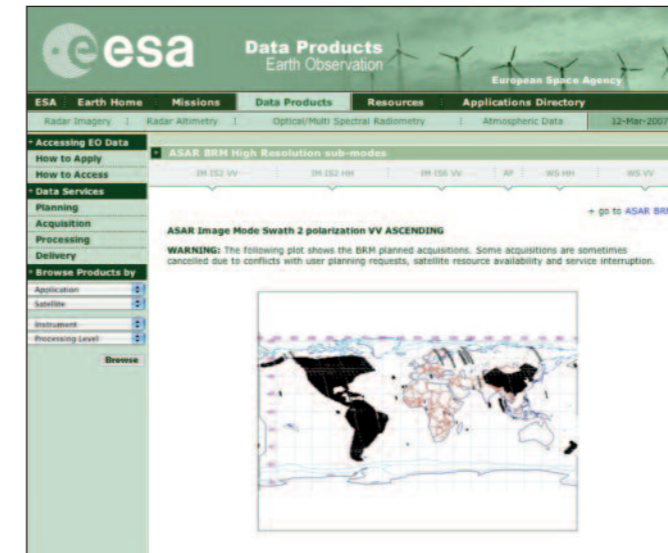 esa
Data Products
Earth Observation
European Space Agency
ESA Earth Home Missions Data Products Resources Applications Directory
Radar Imagery Radar Altimetry Optical/Multi Spectral Radiometry Atmospheric Data 12-Mar-2007
Accessing EO Data
How to Apply
How to Access
Data Services
Planning
Acquisition
Processing
Delivery
Browse Products by
Application
Satellite
Instrument
Processing Level
Browse
ASAR BRM High Resolution sub-modes
IM IS2 VV IM IS2 HH IM IS6 VV AP WS HH WS VV
+ go to ASAR BRM
ASAR Image Mode Swath 2 polarization VV ASCENDING
WARNING: The following plot shows the BRM planned acquisitions. Some acquisitions are sometimes
cancelled due to conflicts with user planning requests, satellite resource availability and service interruption.